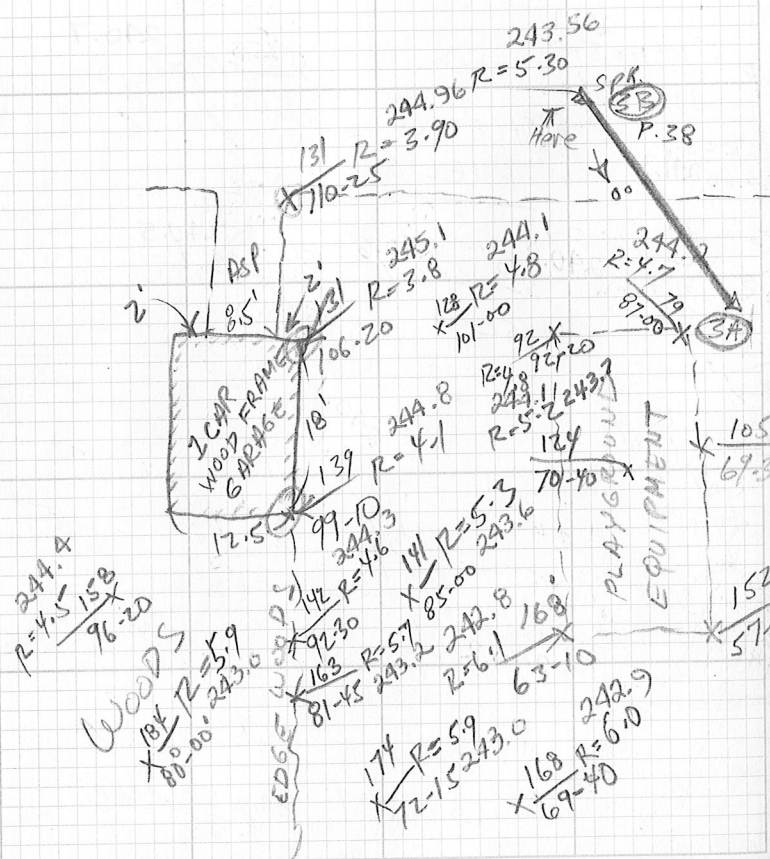 243.56
R=5.30
SPK.
3B
P.38
Here
0°
244.96
131 R=3.90
110-25
ASP
8.5'
2'
2'
245.1
131 R=3.8
106-20
244.1
128 R=4.8
101-00
244.2
R=4.7
79
87-00
3A
92
92-20
R=4.8
244.1
R=5.2 243.7
124
70-40
1 CAR
WOOD FRAME
GARAGE
18'
12.5
244.8
139 R=4.1
99-10
PLAYGROUND
EQUIPMENT
105
244.3
142 R=4.6
92-30
141 R=5.3
85-00 243.6
244.4
R=4.5 158
96-20
WOODS
184 R=5.9
80-00 243.0
EDGE WOODS
163 R=5.7
81-45 243.2
242.8
R=6.1
168
63-10
152
174 R=5.9
72-15 243.0
242.9
168 R=6.0
69-40